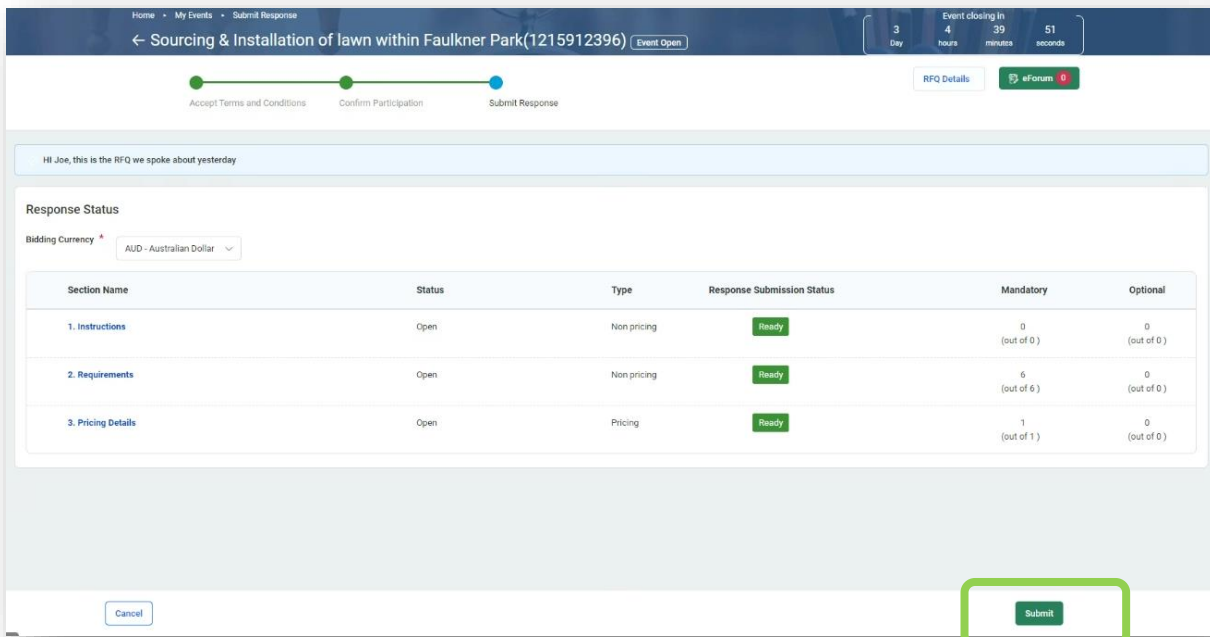 Home • My Events • Submit Response
← Sourcing & Installation of lawn within Faulkner Park(1215912396) Event Open
Event closing in
3 4 39 51
Day hours minutes seconds
Accept Terms and Conditions Confirm Participation Submit Response
RFQ Details eForum 0
HI Joe, this is the RFQ we spoke about yesterday
Response Status
Bidding Currency * AUD - Australian Dollar
Section Name Status Type Response Submission Status Mandatory Optional
1. Instructions Open Non pricing Ready 0 0
(out of 0 ) (out of 0 )
2. Requirements Open Non pricing Ready 6 0
(out of 6 ) (out of 0 )
3. Pricing Details Open Pricing Ready 1 0
(out of 1 ) (out of 0 )
Cancel Submit